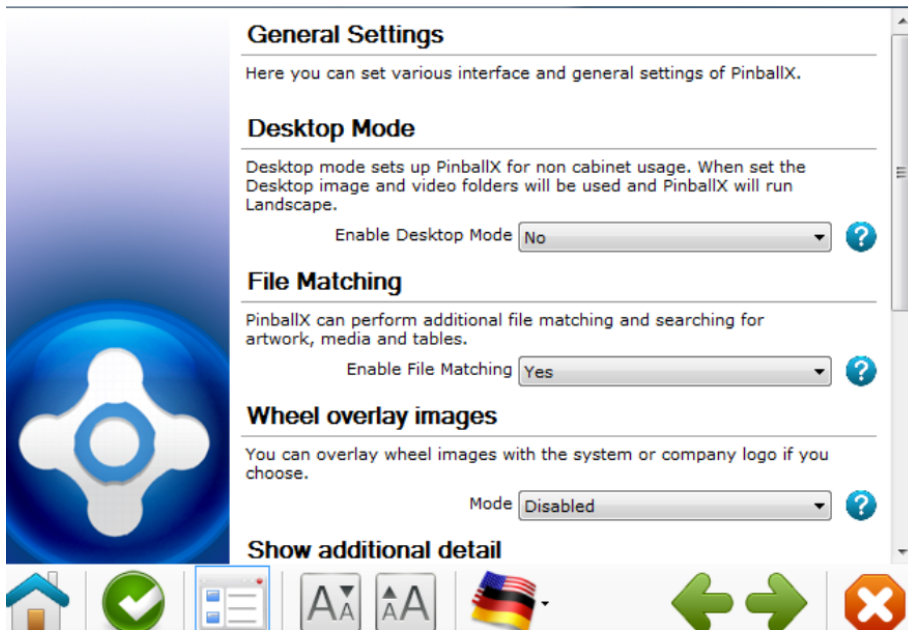 General Settings
Here you can set various interface and general settings of PinballX.
Desktop Mode
Desktop mode sets up PinballX for non cabinet usage. When set the
Desktop image and video folders will be used and PinballX will run
Landscape.
Enable Desktop Mode No
File Matching
PinballX can perform additional file matching and searching for
artwork, media and tables.
Enable File Matching Yes
Wheel overlay images
You can overlay wheel images with the system or company logo if you
choose.
Mode Disabled
Show additional detail
A A A A